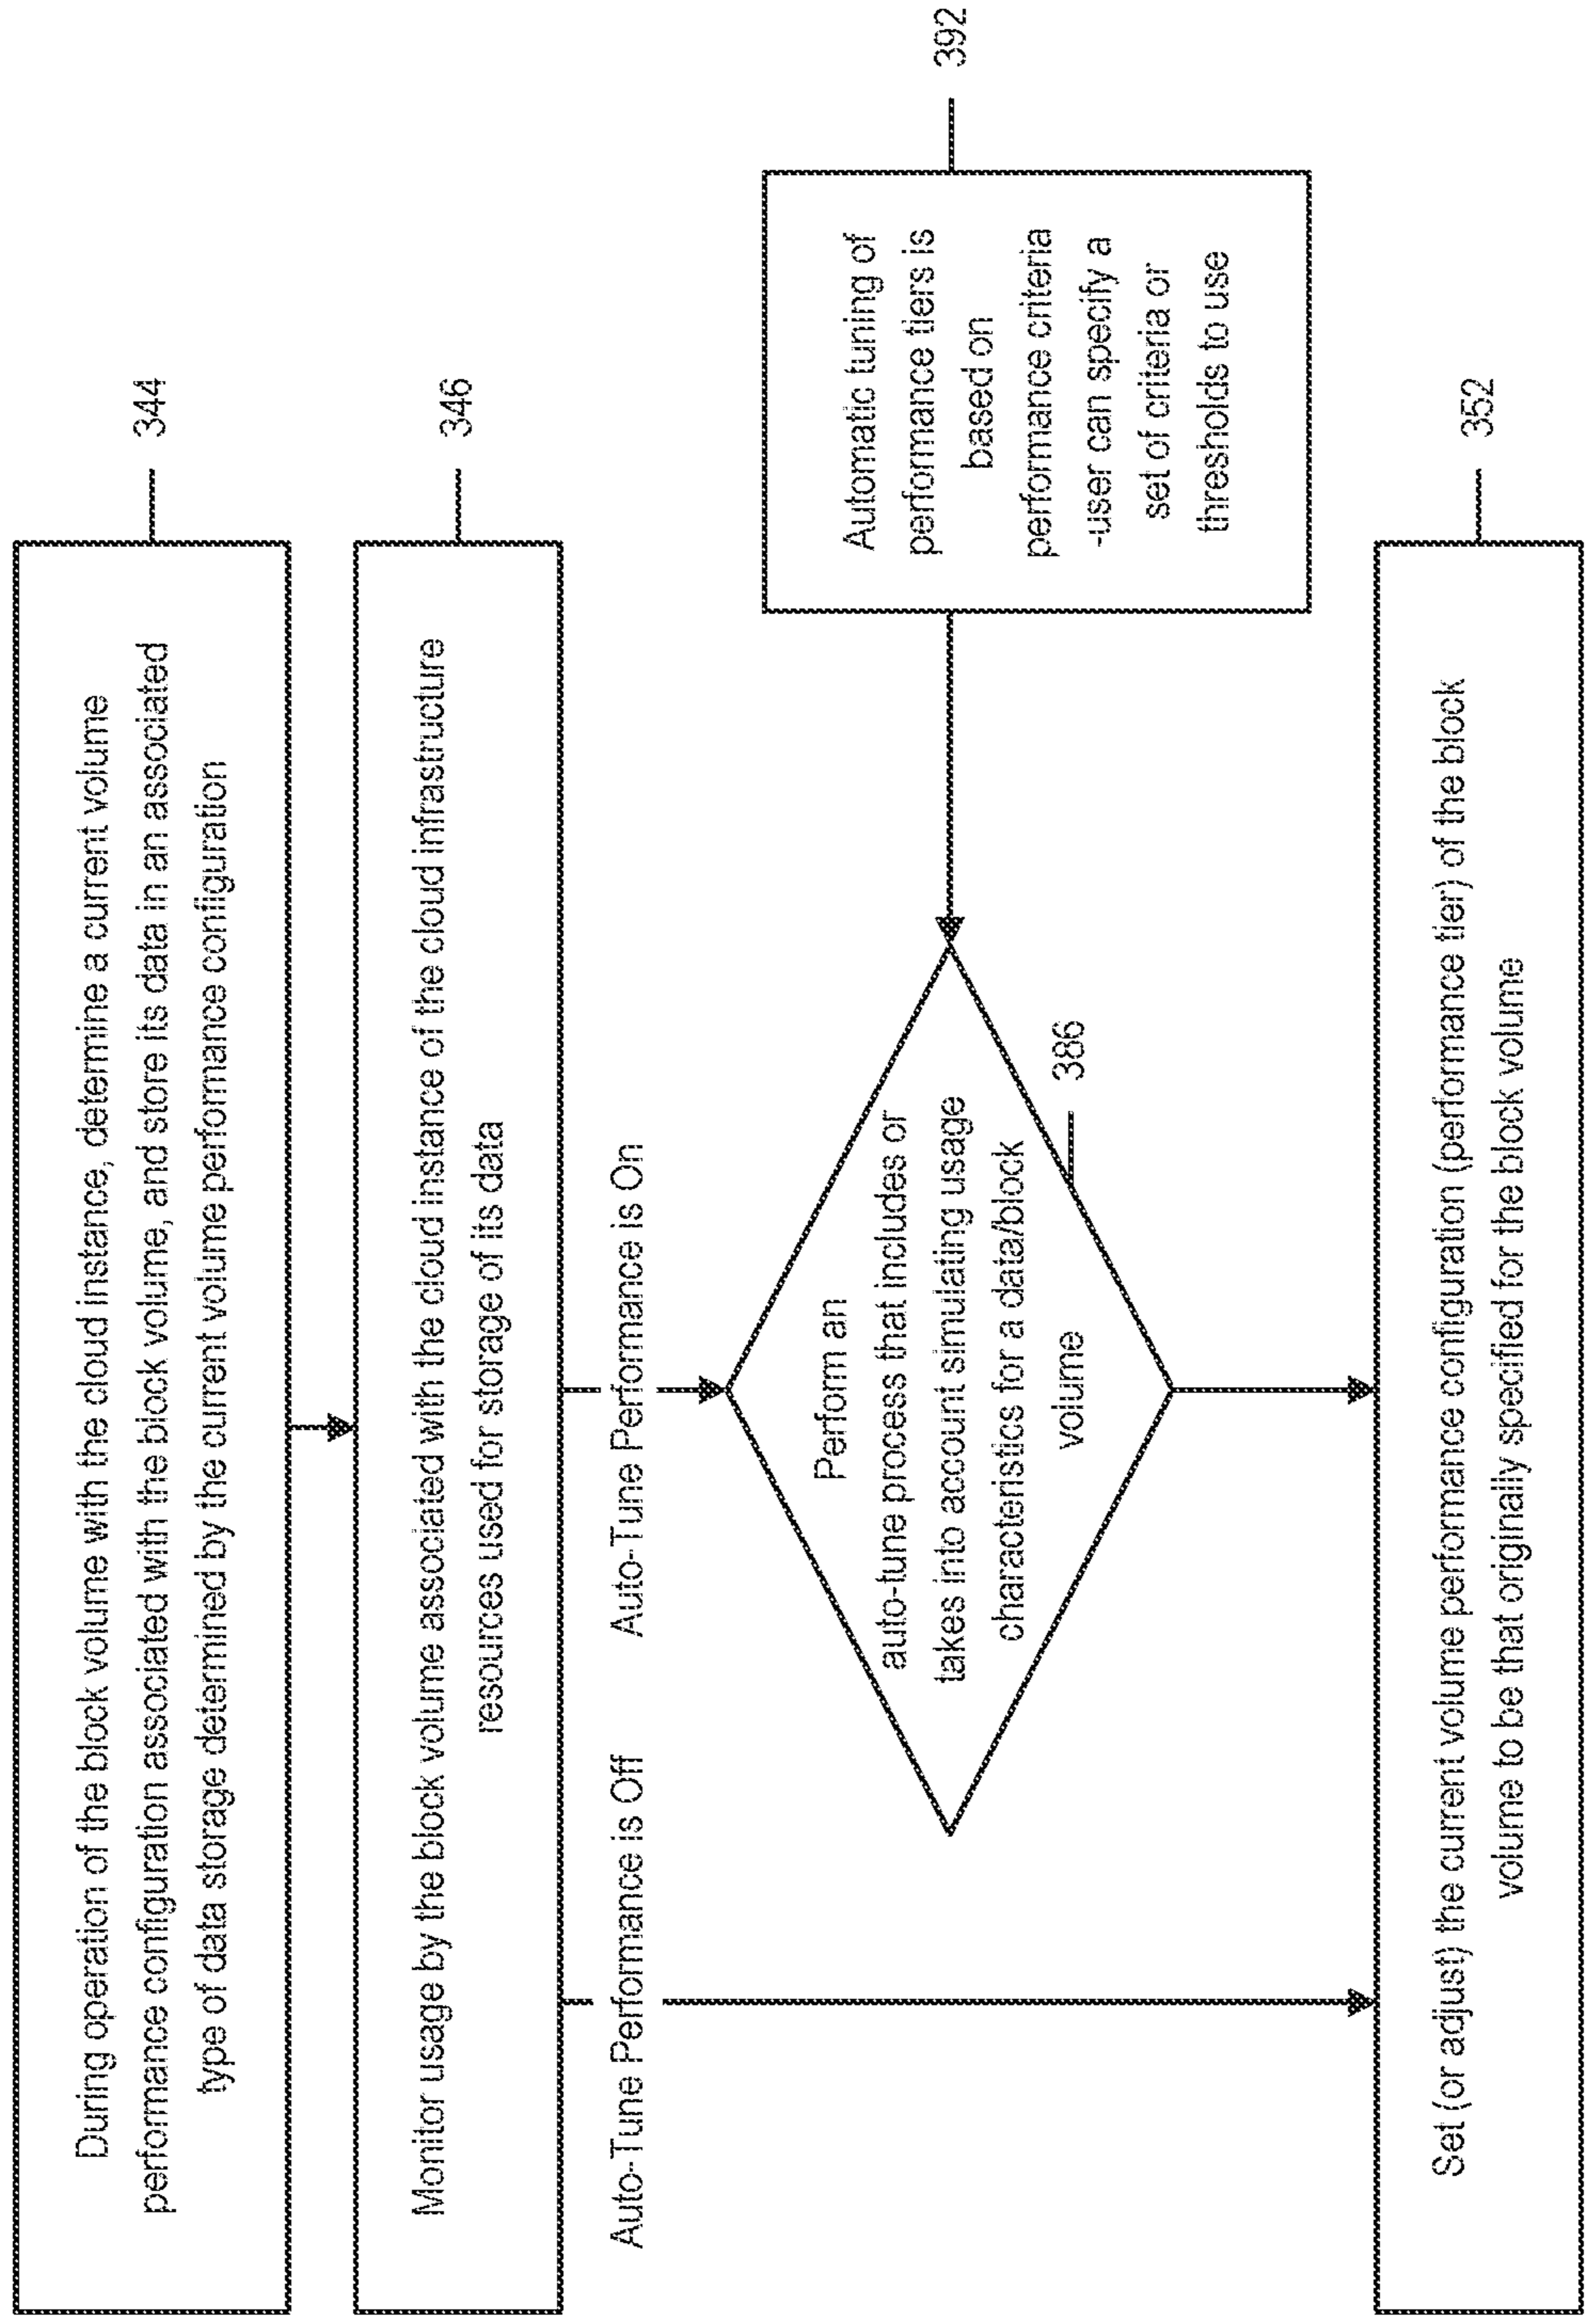 During operation of the block volume with the cloud instance, determine a current volume
performance configuration associated with the block volume, and store its data in an associated
type of data storage determined by the current volume performance configuration
344
Monitor usage by the block volume associated with the cloud instance of the cloud infrastructure
resources used for storage of its data
346
Auto-Tune Performance is Off
Auto-Tune Performance is On
Perform an
auto-tune process that includes or
takes into account simulating usage
characteristics for a data/block
volume
386
Automatic tuning of
performance tiers is
based on
performance criteria
-user can specify a
set of criteria or
thresholds to use
392
Set (or adjust) the current volume performance configuration (performance tier) of the block
volume to be that originally specified for the block volume
352